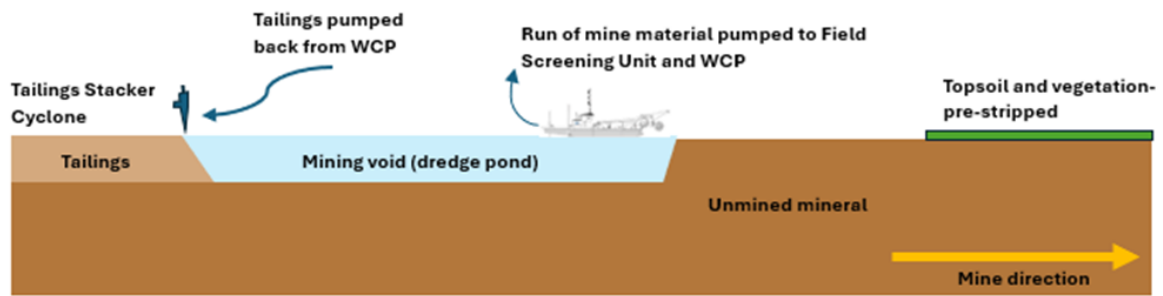 Tailings pumped
back from WCP
Run of mine material pumped to Field
Screening Unit and WCP
Tailings Stacker
Cyclone
Topsoil and vegetation-
pre-stripped
Tailings
Mining void (dredge pond)
Unmined mineral
Mine direction